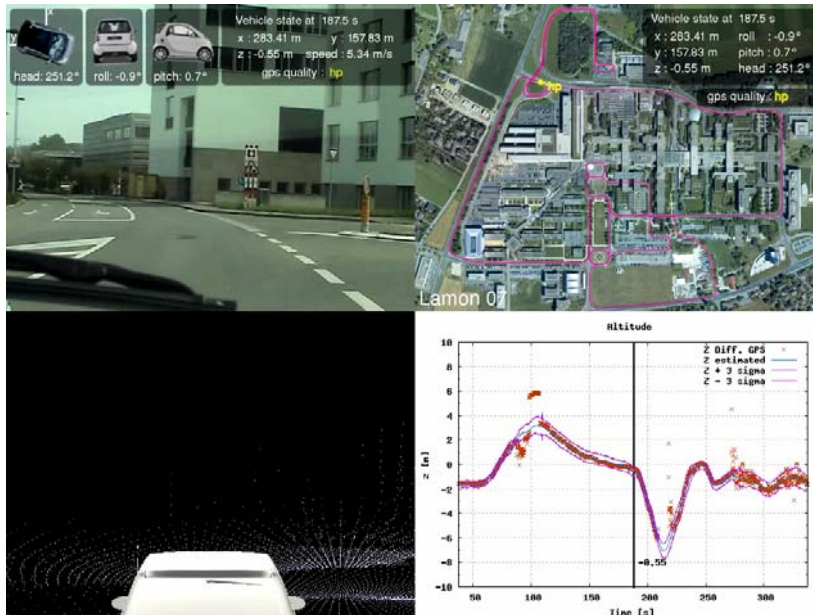 x
y
head: 251.2°
roll: -0.9°
pitch: 0.7°
Vehicle state at 187.5 s
x : 283.41 m y : 157.83 m
z : -0.55 m speed : 5.34 m/s
gps quality : hp
hp
Vehicle state at 187.5 s
x : 283.41 m roll : -0.9°
y : 157.83 m pitch : 0.7°
z : -0.55 m head : 251.2°
gps quality : hp
Lamon 07
Altitude
Z Diff. GPS
Z estimated
Z + 3 sigma
Z - 3 sigma
10
8
6
4
2
0
-2
-4
-6
-8
-10
z [m]
-0.55
50 100 150 200 250 300
Time [s]